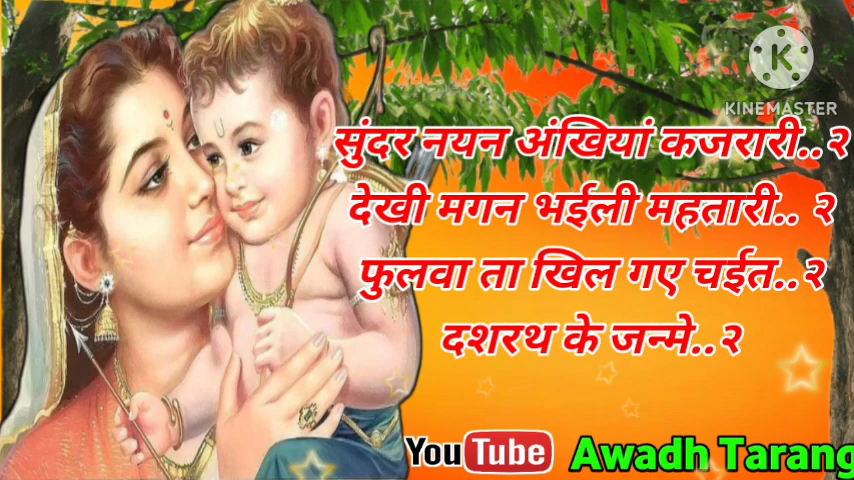 K
KINEMASTER
सुंदर नयन अंखियां कजरारी..२
देखी मगन भईली महतारी.. २
फुलवा ता खिल गए चईत..२
दशरथ के जन्मे..२
YouTube Awadh Tarang